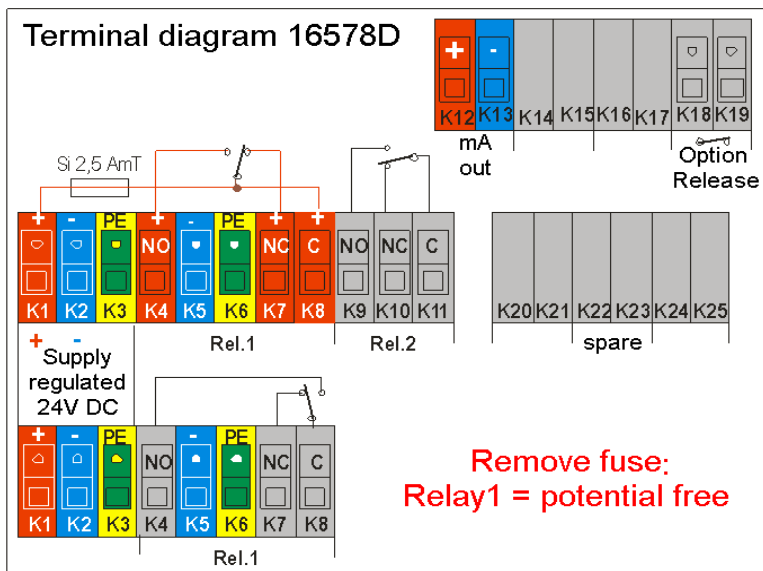 Terminal diagram 16578D
+ -
K12 K13 K14 K15 K16 K17 K18 K19
mA
out
Option
Release
Si 2,5 AmT
+ - PE + - PE + +
NO NC C NO NC C
K1 K2 K3 K4 K5 K6 K7 K8 K9 K10 K11
K20 K21 K22 K23 K24 K25
+ -
Supply
regulated
24V DC
Rel.1
Rel.2
spare
+ - PE - PE
NO NC C
K1 K2 K3 K4 K5 K6 K7 K8
Rel.1
Remove fuse:
Relay1 = potential free